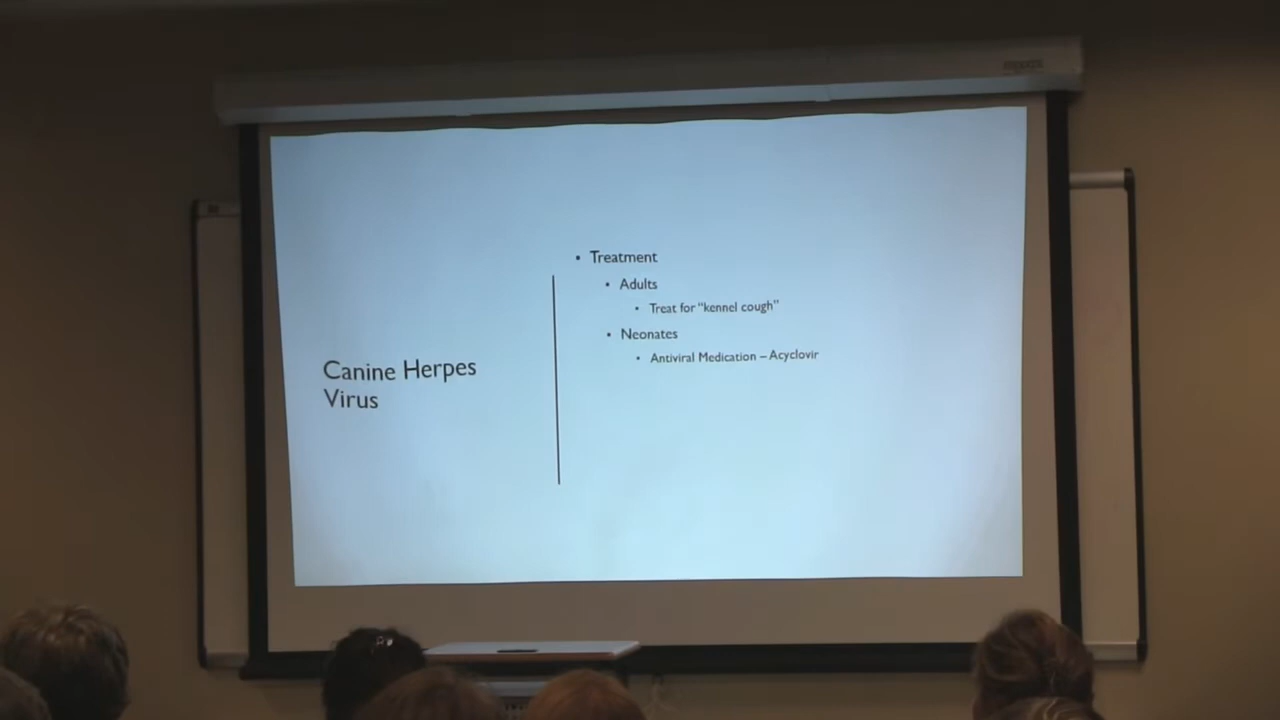 Canine Herpes
Virus
• Treatment
• Adults
• Treat for "kennel cough"
• Neonates
• Antiviral Medication – Acyclovir